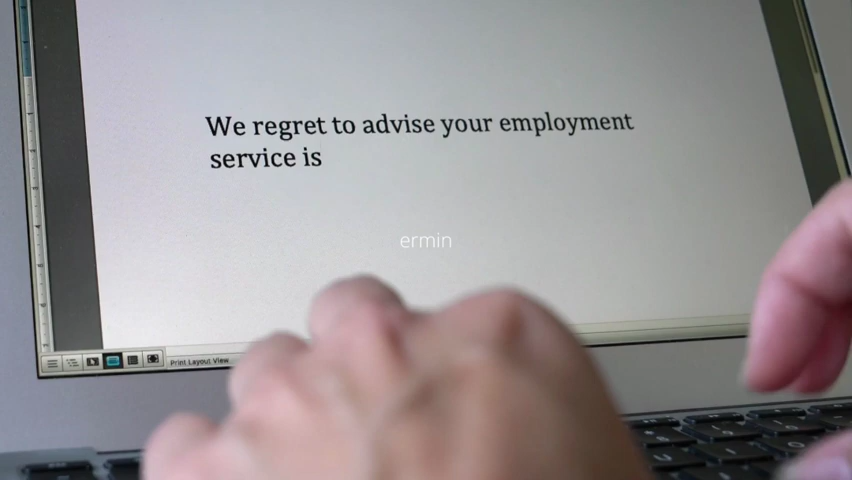 We regret to advise your employment
service is
ermin
Print Layout View